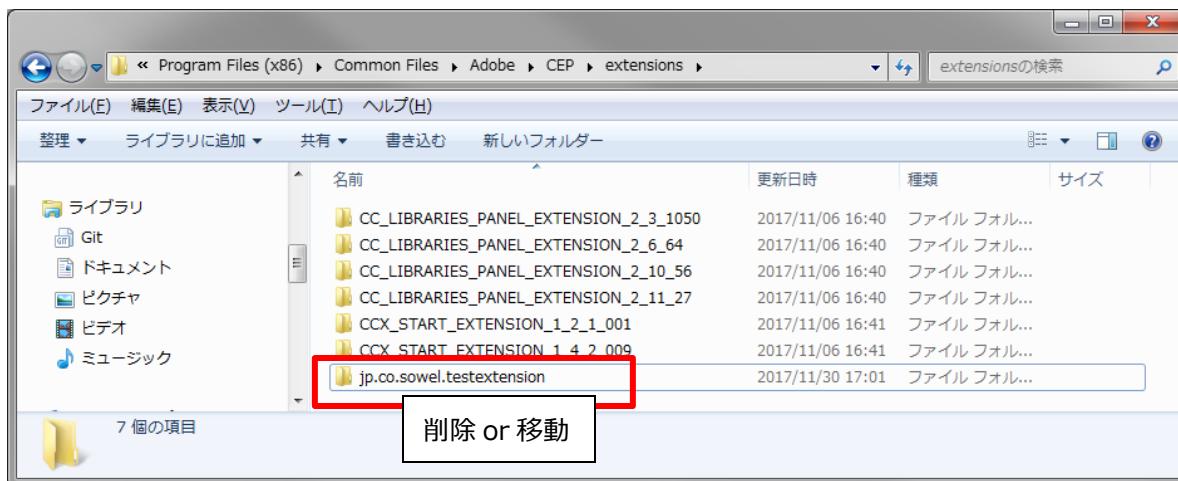 « Program Files (x86) ▸ Common Files ▸ Adobe ▸ CEP ▸ extensions ▸ extensionsの検索
ファイル(F) 編集(E) 表示(V) ツール(T) ヘルプ(H)
整理 ▼ ライブラリに追加 ▼ 共有 ▼ 書き込む 新しいフォルダー
名前 更新日時 種類 サイズ
ライブラリ
Git
ドキュメント
ピクチャ
ビデオ
ミュージック
CC_LIBRARIES_PANEL_EXTENSION_2_3_1050 2017/11/06 16:40 ファイル フォル...
CC_LIBRARIES_PANEL_EXTENSION_2_6_64 2017/11/06 16:40 ファイル フォル...
CC_LIBRARIES_PANEL_EXTENSION_2_10_56 2017/11/06 16:40 ファイル フォル...
CC_LIBRARIES_PANEL_EXTENSION_2_11_27 2017/11/06 16:40 ファイル フォル...
CCX_START_EXTENSION_1_2_1_001 2017/11/06 16:41 ファイル フォル...
CCX_START_EXTENSION_1_4_2_009 2017/11/06 16:41 ファイル フォル...
jp.co.sowel.testextension 2017/11/30 17:01 ファイル フォル...
削除 or 移動
7 個の項目